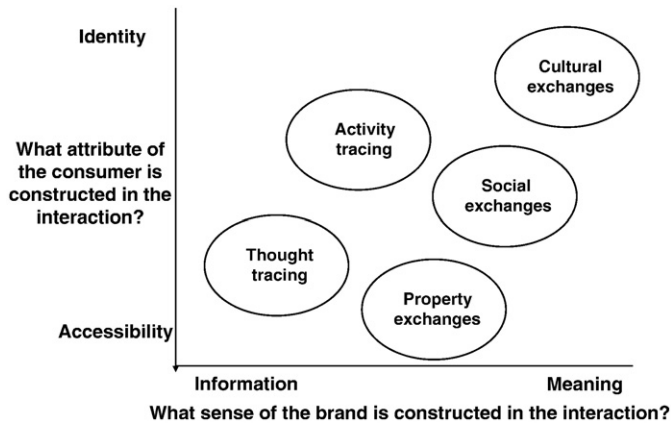 Identity
Cultural
exchanges
Activity
tracing
What attribute of
the consumer is
constructed in the
interaction?
Social
exchanges
Thought
tracing
Property
exchanges
Accessibility
Information
Meaning
What sense of the brand is constructed in the interaction?